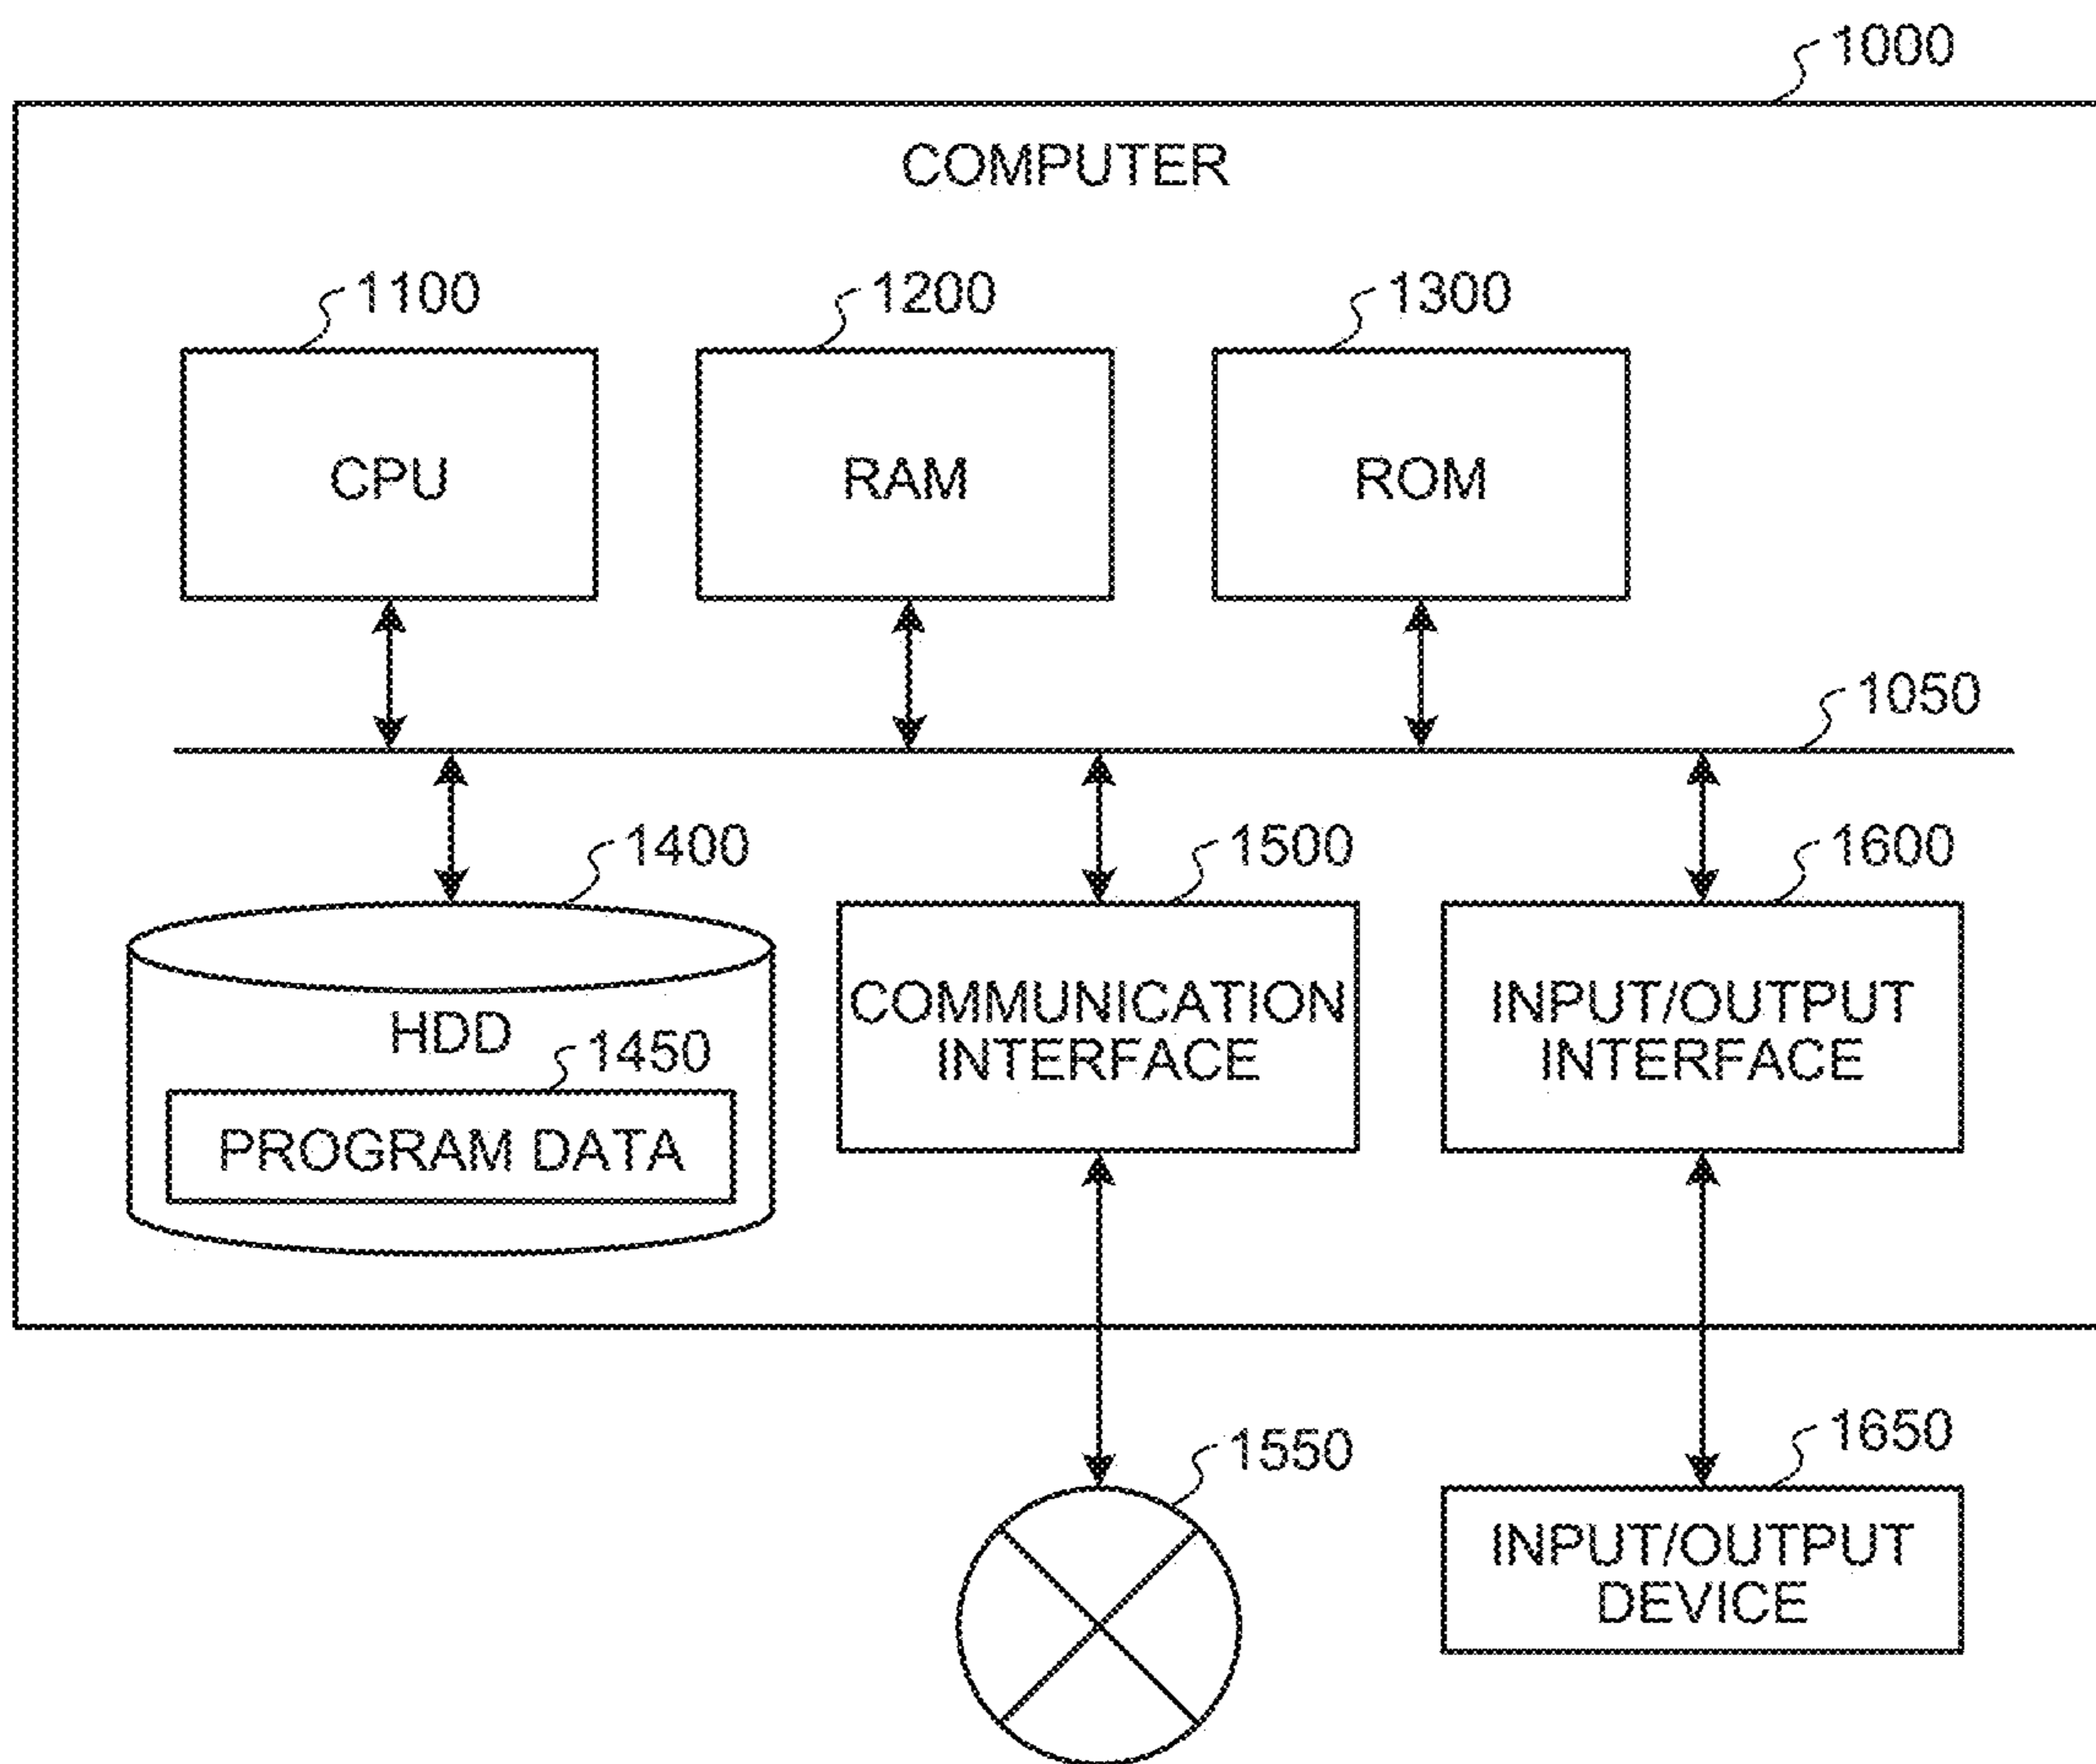 1000
COMPUTER
1100
1200
1300
CPU
RAM
ROM
1050
1400
1500
1600
HDD
1450
PROGRAM DATA
COMMUNICATION
INTERFACE
INPUT/OUTPUT
INTERFACE
1550
1650
INPUT/OUTPUT
DEVICE